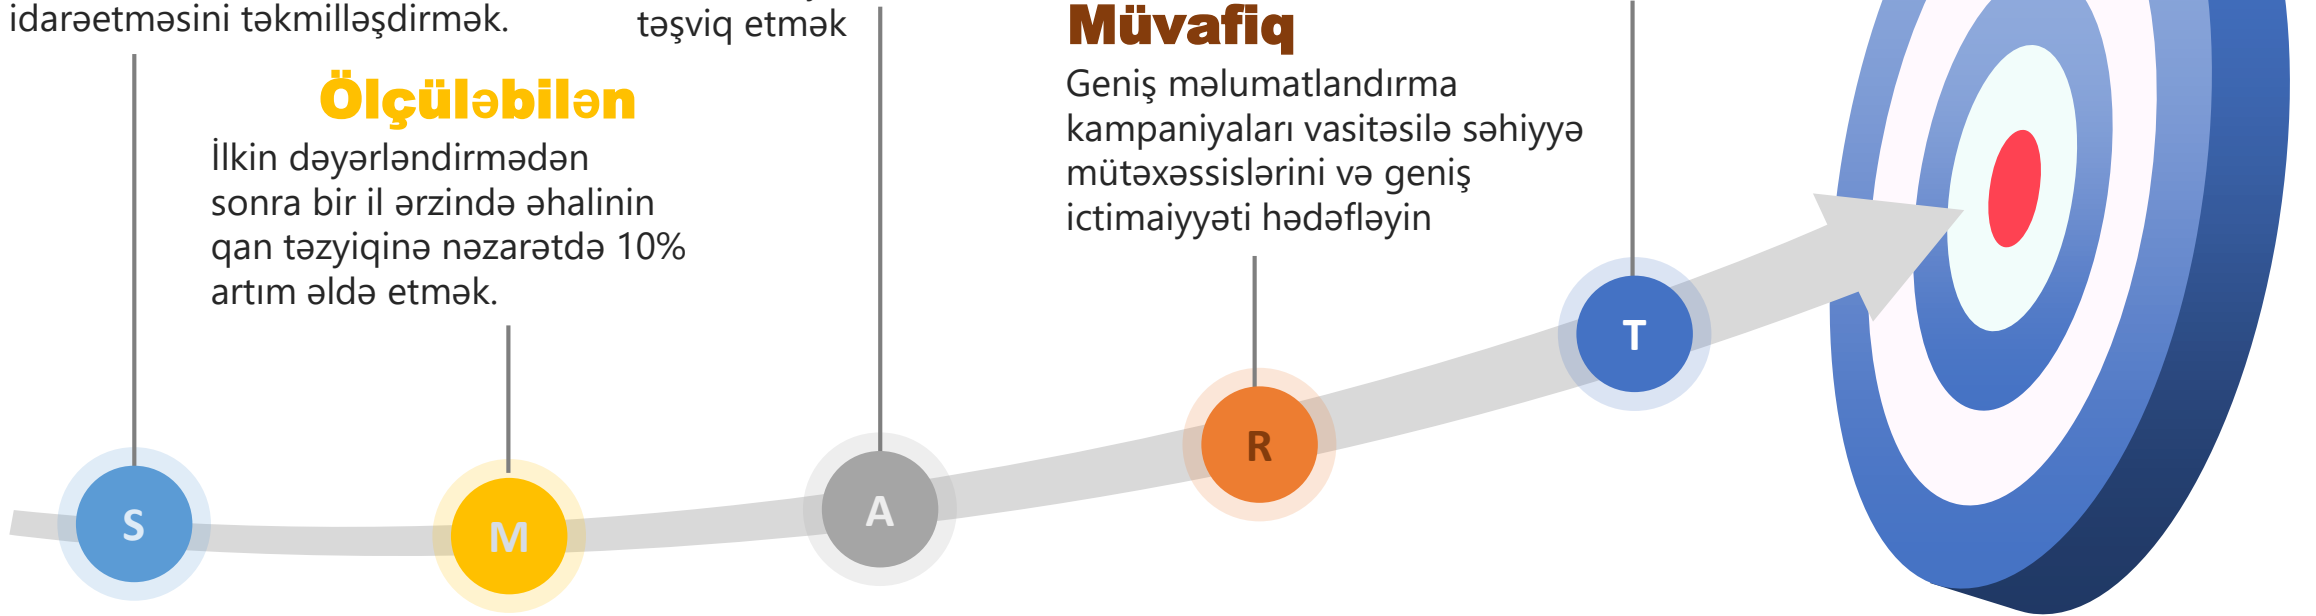 idarəetməsini təkmilləşdirmək.
təşviq etmək
Ölçüləbilən
İlkin dəyərləndirmədən
sonra bir il ərzində əhalinin
qan təzyiqinə nəzarətdə 10%
artım əldə etmək.
Müvafiq
Geniş məlumatlandırma
kampaniyaları vasitəsilə səhiyyə
mütəxəssislərini və geniş
ictimaiyyəti hədəfləyin
S
M
A
R
T